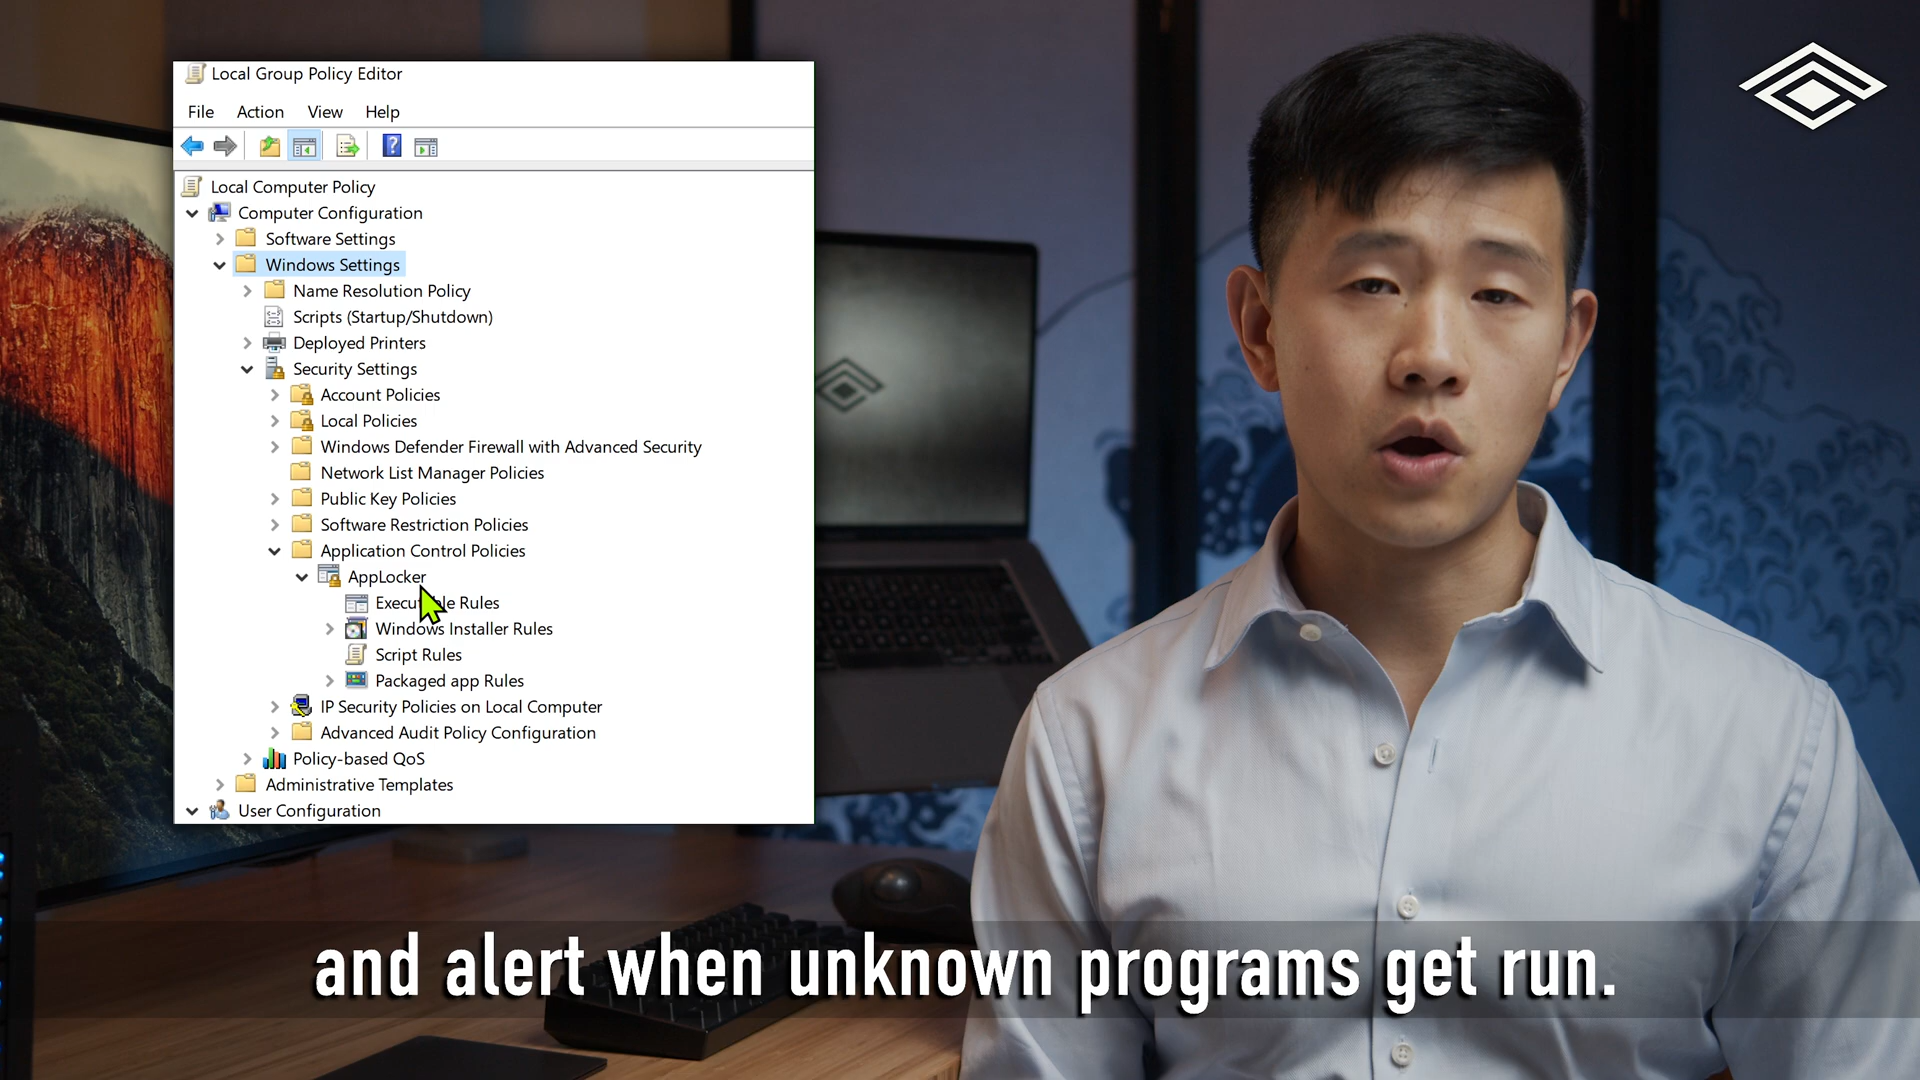 Local Group Policy Editor
File Action View Help
Local Computer Policy
Computer Configuration
Software Settings
Windows Settings
Name Resolution Policy
Scripts (Startup/Shutdown)
Deployed Printers
Security Settings
Account Policies
Local Policies
Windows Defender Firewall with Advanced Security
Network List Manager Policies
Public Key Policies
Software Restriction Policies
Application Control Policies
AppLocker
Executable Rules
Windows Installer Rules
Script Rules
Packaged app Rules
IP Security Policies on Local Computer
Advanced Audit Policy Configuration
Policy-based QoS
Administrative Templates
User Configuration
and alert when unknown programs get run.